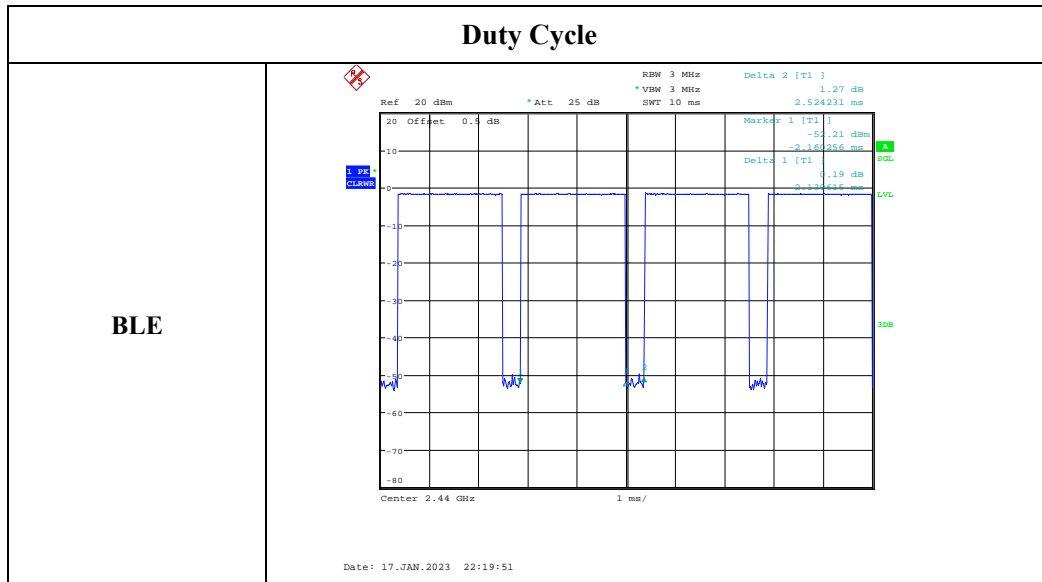 Duty Cycle
BLE
R S
RBW 3 MHz
Delta 2 [T1 ]
* VBW 3 MHz
1.27 dB
Ref 20 dBm
* Att 25 dB
SWT 10 ms
2.524231 ms
20 Offset 0.5 dB
Marker 1 [T1 ]
-52.21 dBm
-2.160256 ms
A
SGL
10
Delta 1 [T1 ]
1 PK *
CLRWR
0.19 dB
0
LVL
-10
-20
-30
3DB
-40
-50
1
1
2
-60
-70
-80
Center 2.44 GHz
1 ms/
Date: 17.JAN.2023 22:19:51